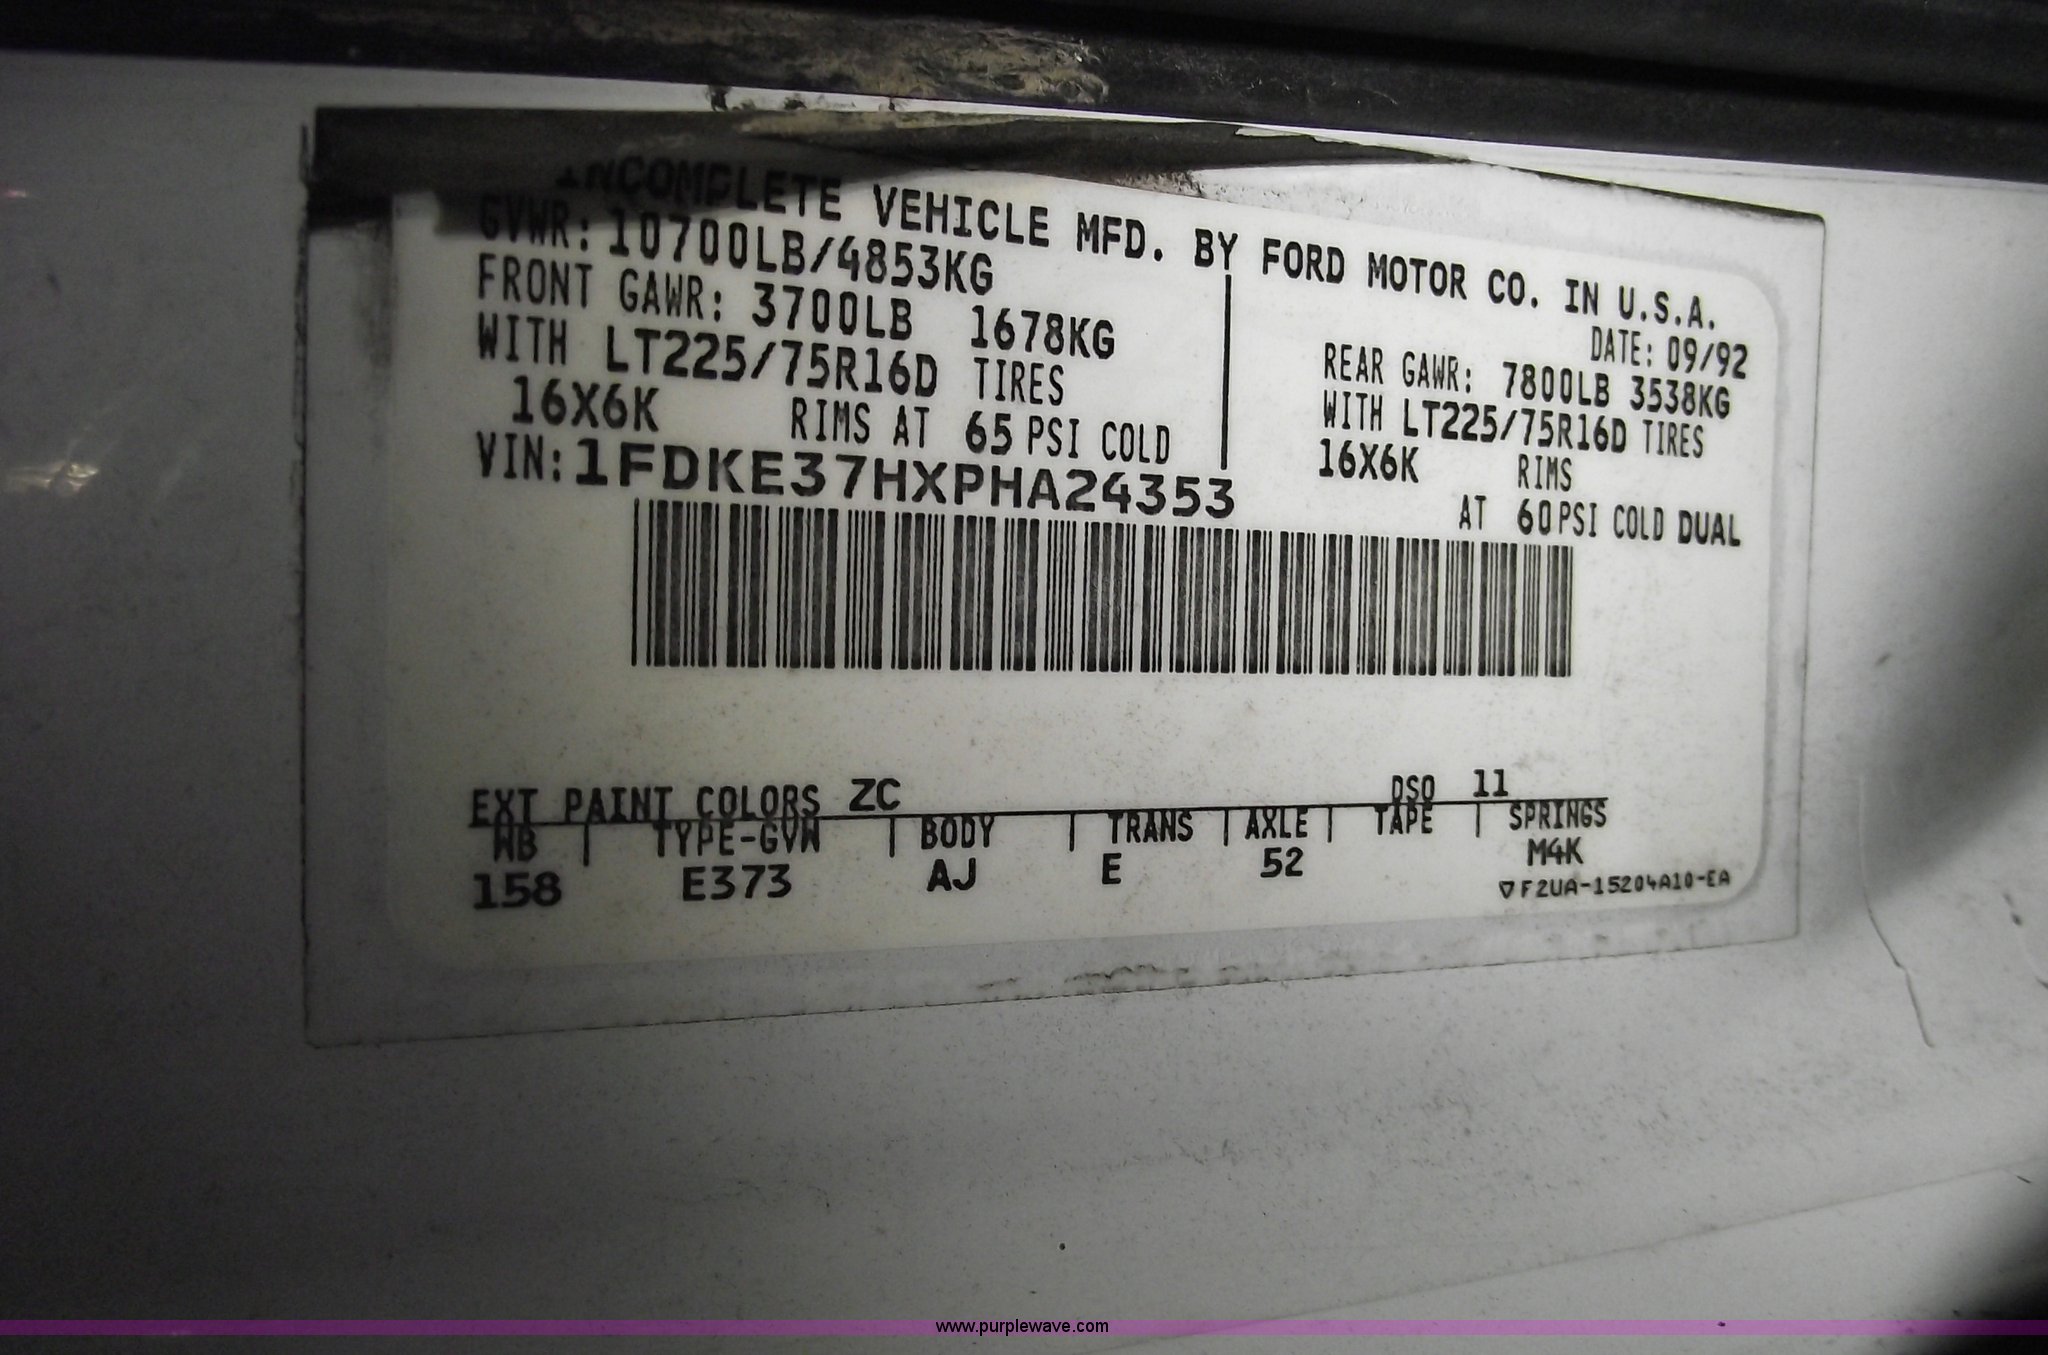 INCOMPLETE VEHICLE MFD. BY FORD MOTOR CO. IN U.S.A.
GVWR: 10700LB/4853KG
DATE: 09/92
FRONT GAWR: 3700LB 1678KG
WITH LT225/75R16D TIRES
16X6K RIMS AT 65 PSI COLD
REAR GAWR: 7800LB 3538KG
WITH LT225/75R16D TIRES
16X6K RIMS
AT 60 PSI COLD DUAL
VIN: 1FDKE37HXPHA24353
EXT PAINT COLORS ZC DSO 11
WB | TYPE-GVW | BODY | TRANS | AXLE | TAPE | SPRINGS
158 E373 AJ E 52 M4K
▽F2UA-15204A10-EA
www.purplewave.com